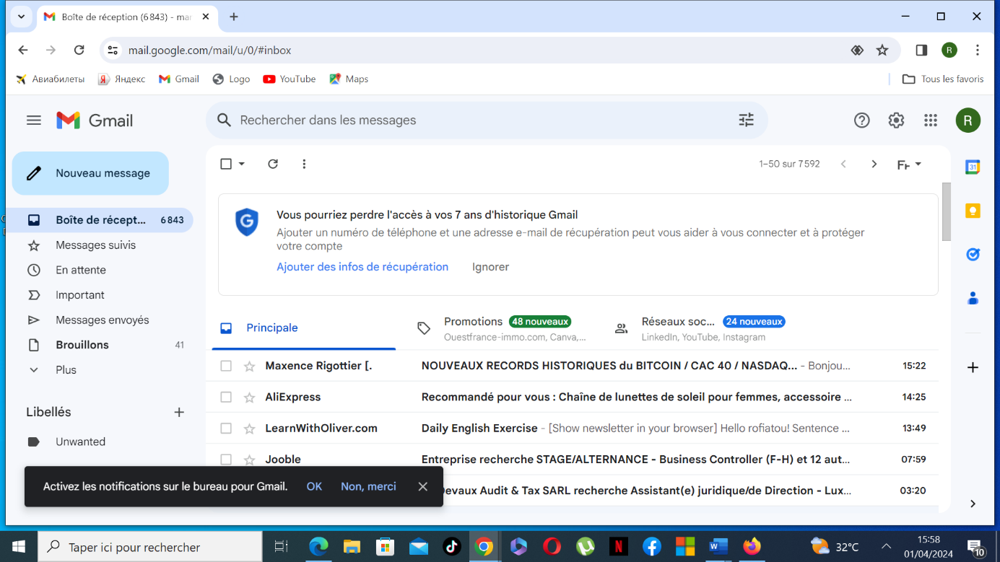 Boîte de réception (6 843) - mar
mail.google.com/mail/u/0/#inbox
R
Авиабилеты
Яндекс
Gmail
Logo
YouTube
Maps
Tous les favoris
Gmail
Rechercher dans les messages
R
Nouveau message
1–50 sur 7 592
31
Boîte de récept... 6 843
Messages suivis
En attente
Important
Messages envoyés
Brouillons 41
Plus
Libellés
Unwanted
Vous pourriez perdre l'accès à vos 7 ans d'historique Gmail
Ajouter un numéro de téléphone et une adresse e-mail de récupération peut vous aider à vous connecter et à protéger
votre compte
Ajouter des infos de récupération Ignorer
Principale
Promotions 48 nouveaux
Ouestfrance-immo.com, Canva,...
Réseaux soc... 24 nouveaux
LinkedIn, YouTube, Instagram
Maxence Rigottier [. NOUVEAUX RECORDS HISTORIQUES du BITCOIN / CAC 40 / NASDAQ... - Bonjou... 15:22
AliExpress Recommandé pour vous : Chaîne de lunettes de soleil pour femmes, accessoire ... 14:25
LearnWithOliver.com Daily English Exercise - [Show newsletter in your browser] Hello rofiatou! Sentence ... 13:49
Jooble Entreprise recherche STAGE/ALTERNANCE - Business Controller (F-H) et 12 aut... 07:59
Devaux Audit & Tax SARL recherche Assistant(e) juridique/de Direction - Lux... 03:20
Activez les notifications sur le bureau pour Gmail. OK Non, merci
Taper ici pour rechercher
32°C
15:58
01/04/2024
10